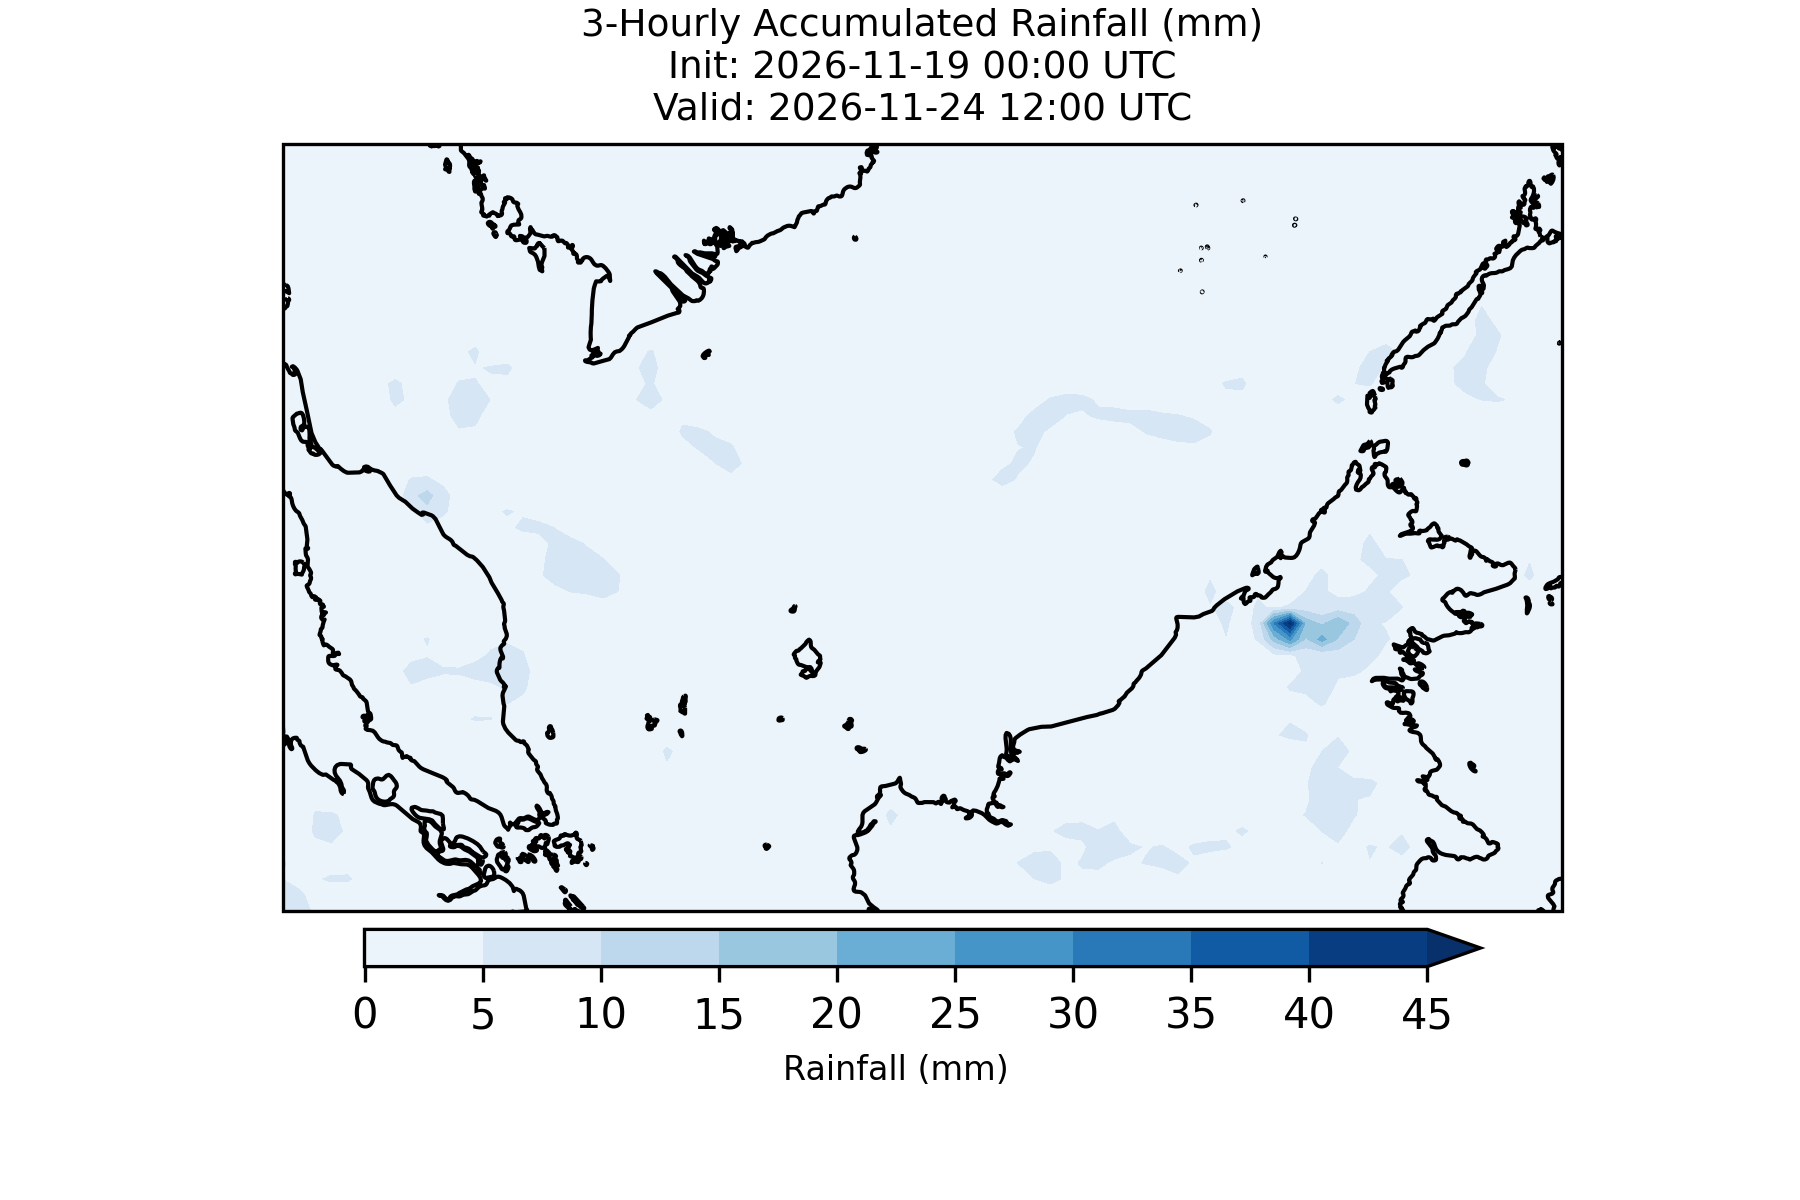 3-Hourly Accumulated Rainfall (mm)
Init: 2026-11-19 00:00 UTC
Valid: 2026-11-24 12:00 UTC
0 5 10 15 20 25 30 35 40 45
Rainfall (mm)